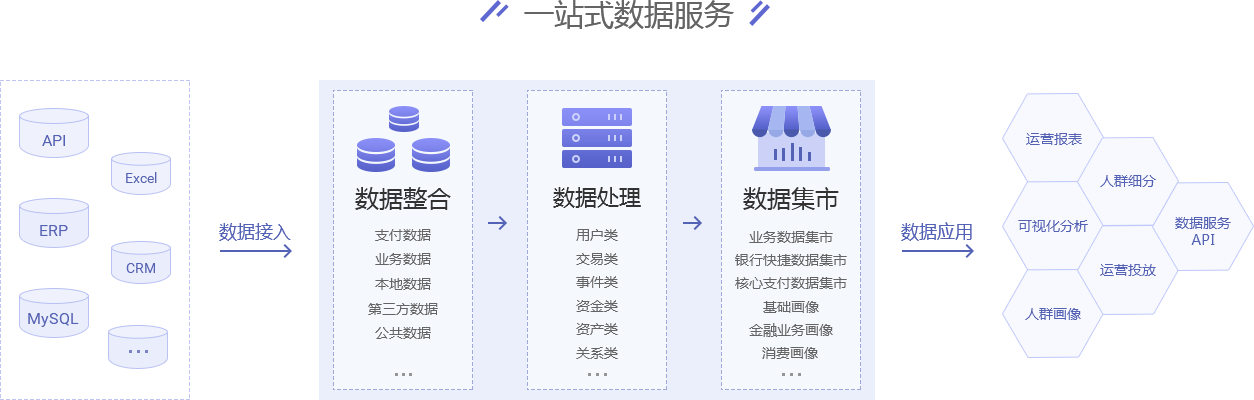 一站式数据服务
API
Excel
ERP
CRM
MySQL
...
数据接入
数据整合
支付数据
业务数据
本地数据
第三方数据
公共数据
...
数据处理
用户类
交易类
事件类
资金类
资产类
关系类
...
数据集市
业务数据集市
银行快捷数据集市
核心支付数据集市
基础画像
金融业务画像
消费画像
...
数据应用
运营报表
人群细分
可视化分析
数据服务
API
运营投放
人群画像